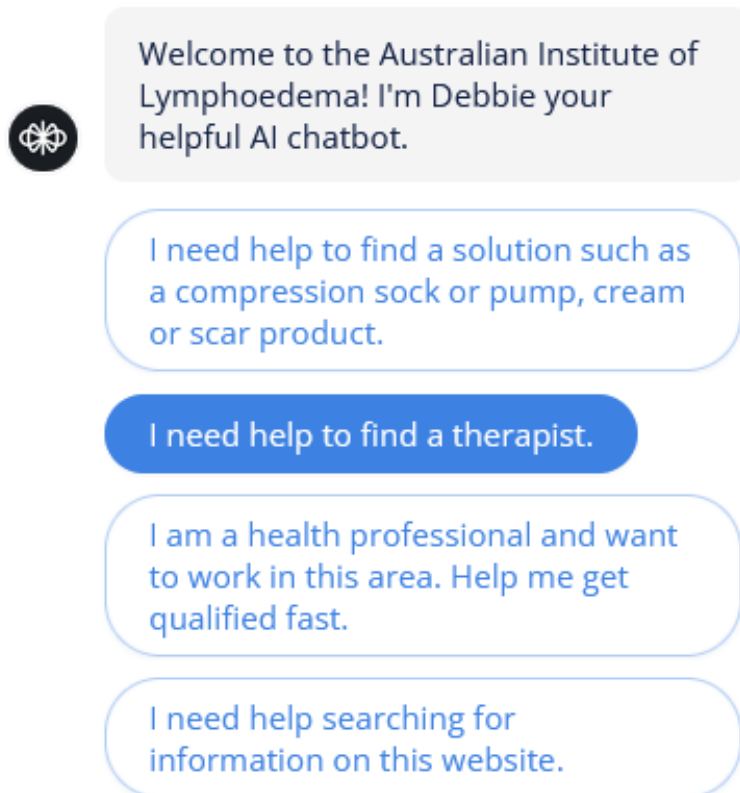 Welcome to the Australian Institute of
Lymphoedema! I'm Debbie your
helpful AI chatbot.
I need help to find a solution such as
a compression sock or pump, cream
or scar product.
I need help to find a therapist.
I am a health professional and want
to work in this area. Help me get
qualified fast.
I need help searching for
information on this website.